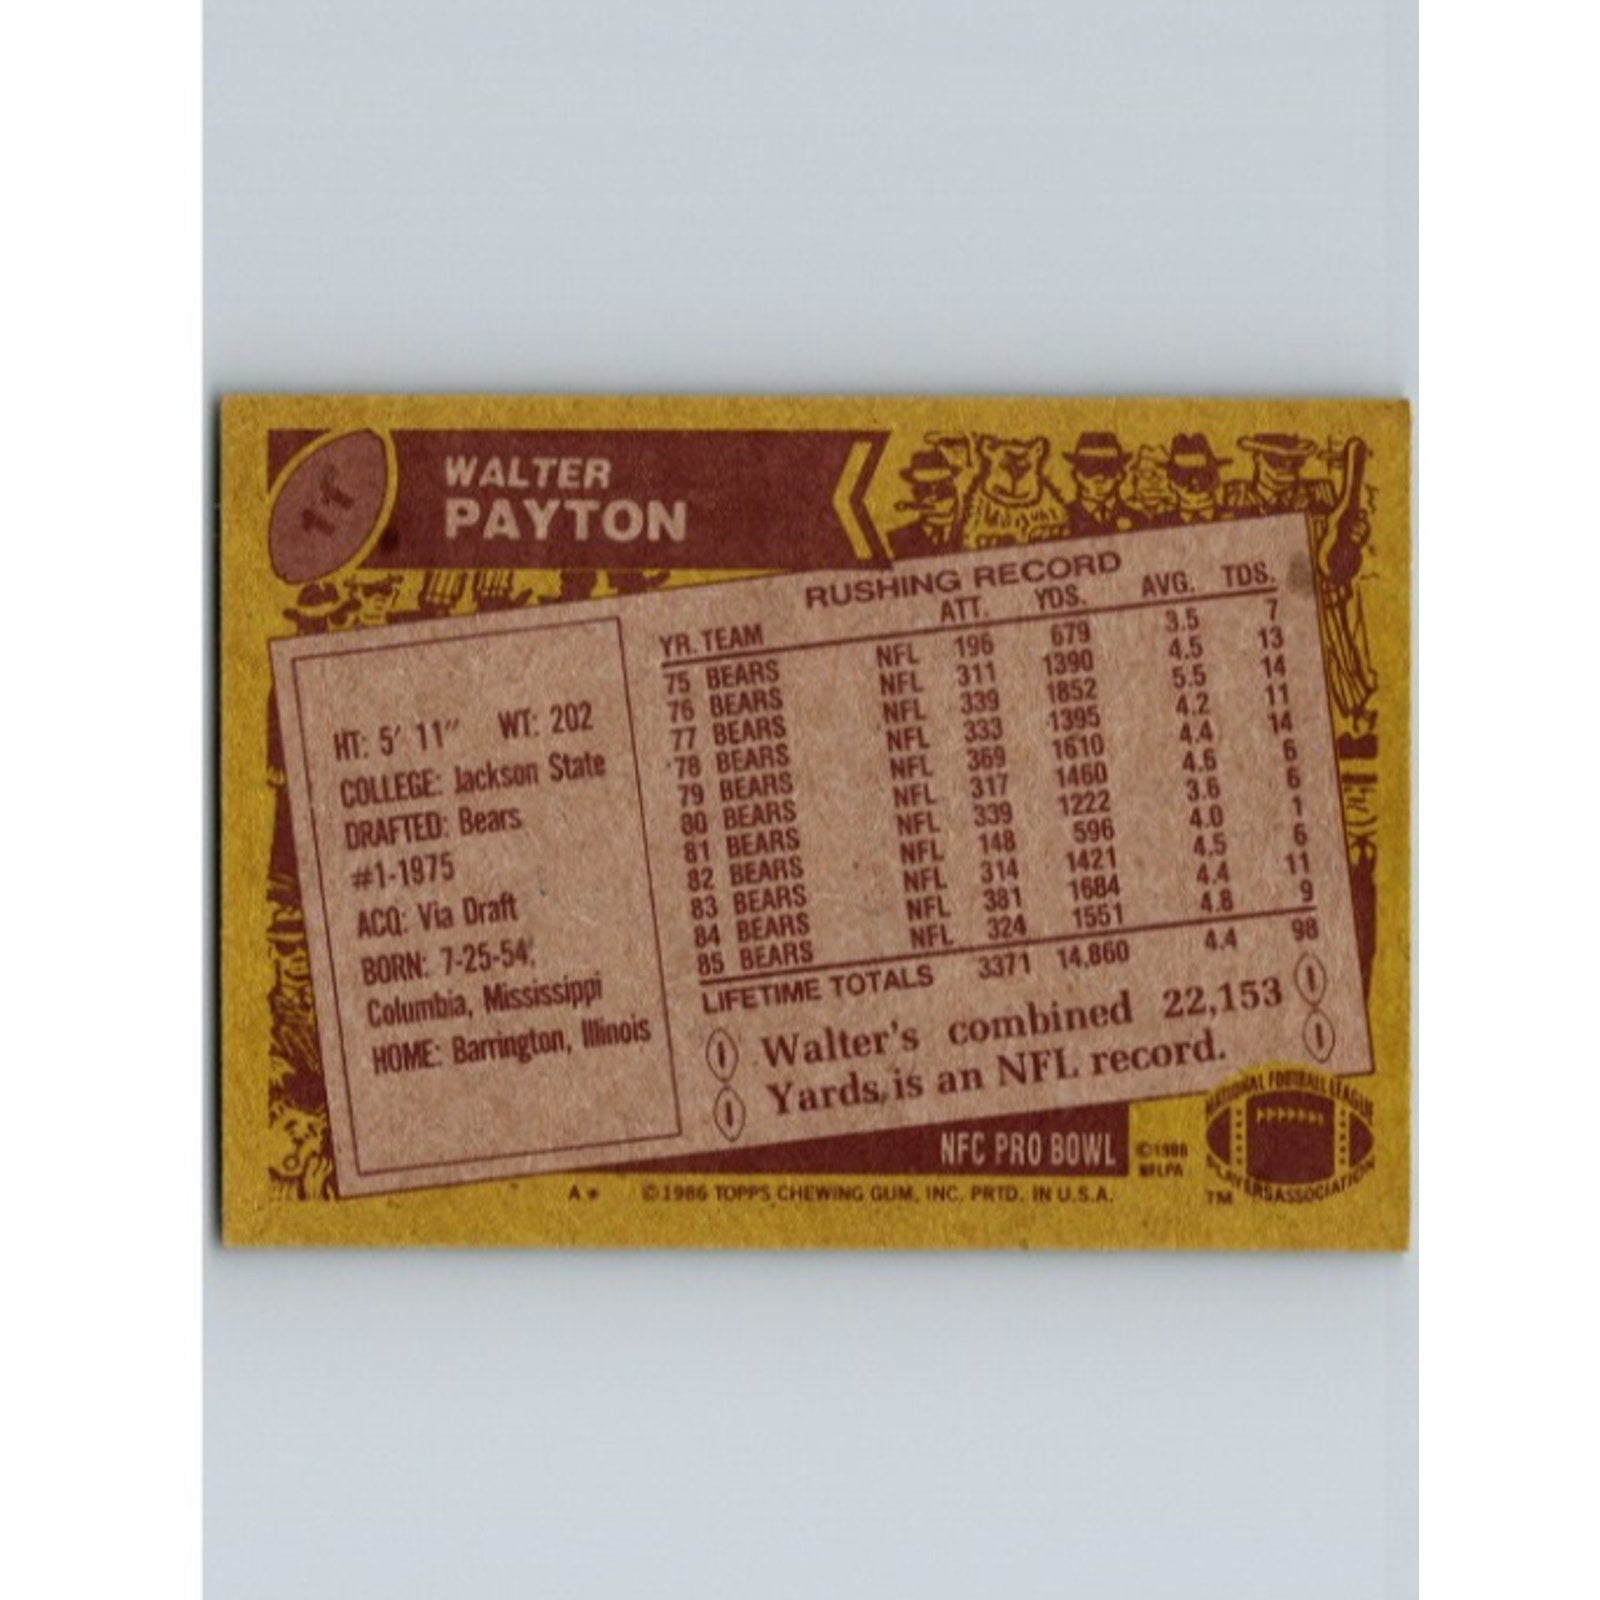 11
WALTER
PAYTON
HT: 5' 11" WT: 202
COLLEGE: Jackson State
DRAFTED: Bears
#1-1975
ACQ: Via Draft
BORN: 7-25-54,
Columbia, Mississippi
HOME: Barrington, Illinois
RUSHING RECORD
YR. TEAM ATT. YDS. AVG. TDS.
75 BEARS NFL 196 679 3.5 7
76 BEARS NFL 311 1390 4.5 13
77 BEARS NFL 339 1852 5.5 14
78 BEARS NFL 333 1395 4.2 11
79 BEARS NFL 369 1610 4.4 14
80 BEARS NFL 317 1460 4.6 6
81 BEARS NFL 339 1222 3.6 6
82 BEARS NFL 148 596 4.0 1
83 BEARS NFL 314 1421 4.5 6
84 BEARS NFL 381 1684 4.4 11
85 BEARS NFL 324 1551 4.8 9
LIFETIME TOTALS 3371 14,860 4.4 98
Walter's combined 22,153
Yards, is an NFL record.
NFC PRO BOWL
©1986
NFLPA
NATIONAL FOOTBALL LEAGUE
PLAYERS ASSOCIATION
TM
A* ©1986 TOPPS CHEWING GUM, INC. PRTD. IN U.S.A.